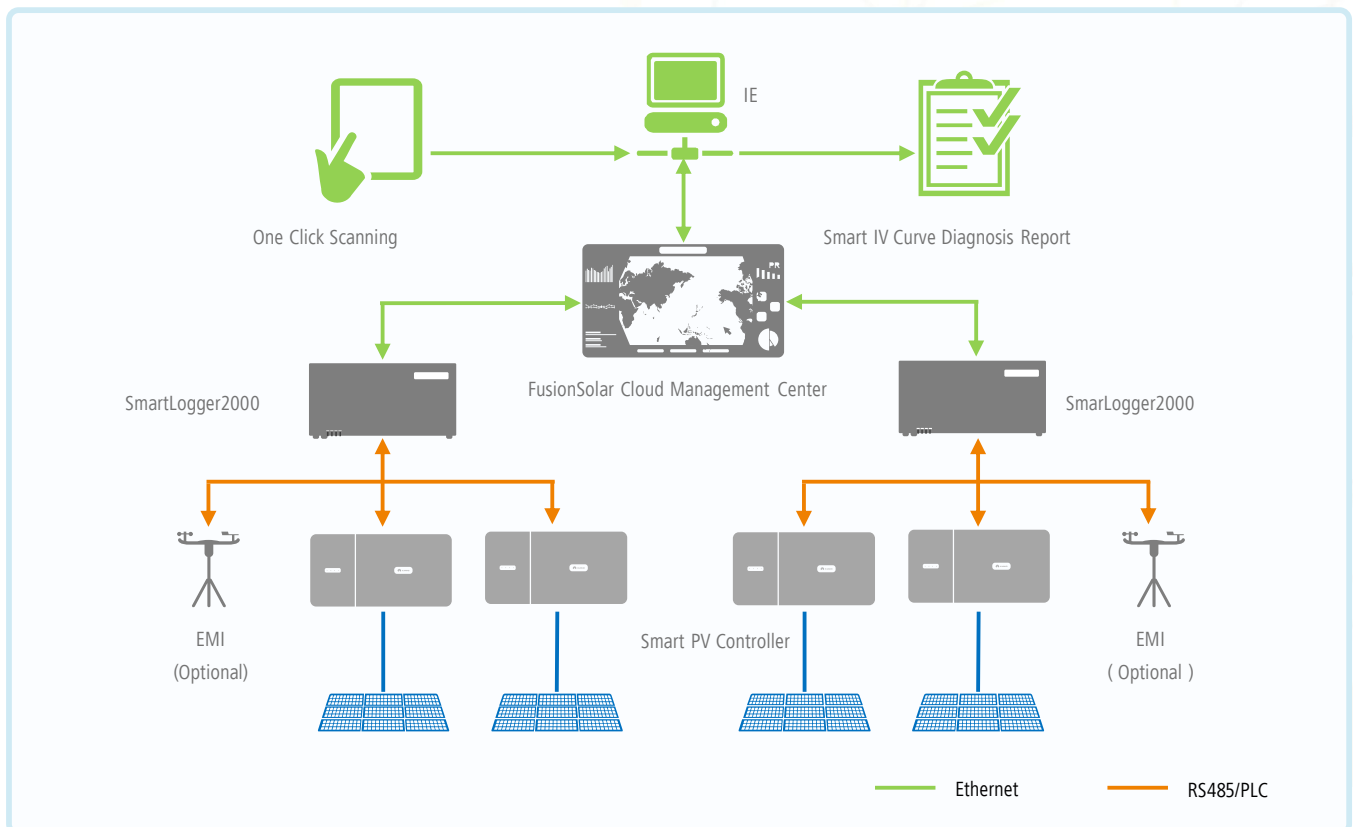 IE
One Click Scanning
Smart IV Curve Diagnosis Report
PR
FusionSolar Cloud Management Center
SmartLogger2000
SmarLogger2000
Smart PV Controller
EMI
(Optional)
EMI
( Optional )
Ethernet
RS485/PLC